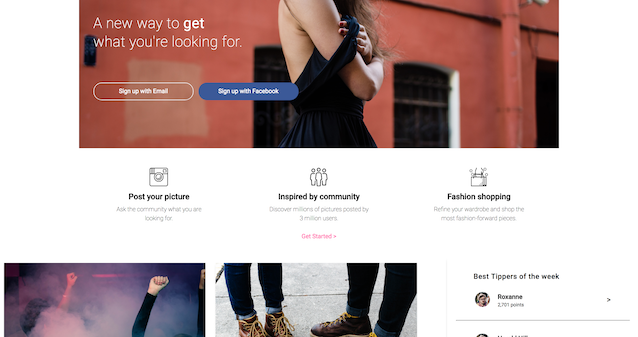 A new way to get
what you're looking for.
Sign up with Email
Sign up with Facebook
Post your picture
Ask the community what you are
looking for.
Inspired by community
Discover millions of pictures posted by
3 million users.
Get Started >
Fashion shopping
Refine your wardrobe and shop the
most fashion-forward pieces.
Best Tippers of the week
Roxanne
2,701 points
>